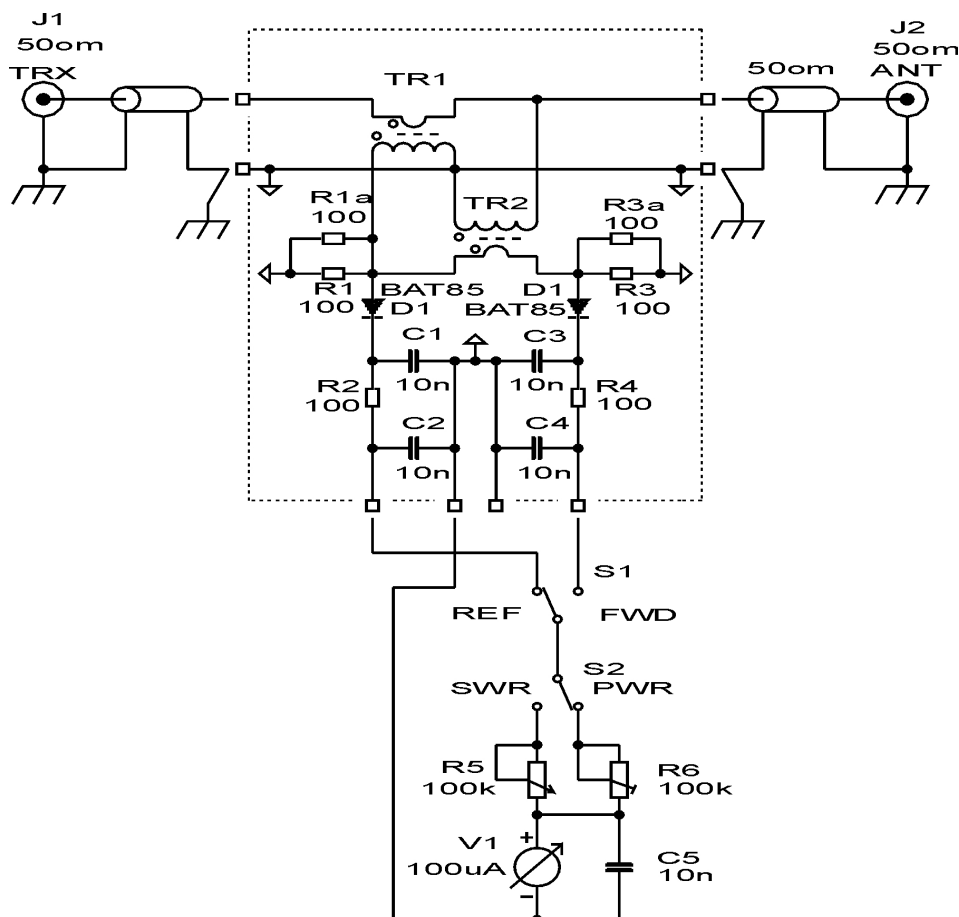 J1
50om
TRX
TR1
50om
J2
50om
ANT
R1a
100
TR2
R3a
100
R1
100
BAT85
D1
D1
BAT85
R3
100
C1
10n
C3
10n
R2
100
R4
100
C2
10n
C4
10n
S1
REF
FWD
S2
SWR
PWR
R5
100k
R6
100k
V1
100uA
+
−
C5
10n